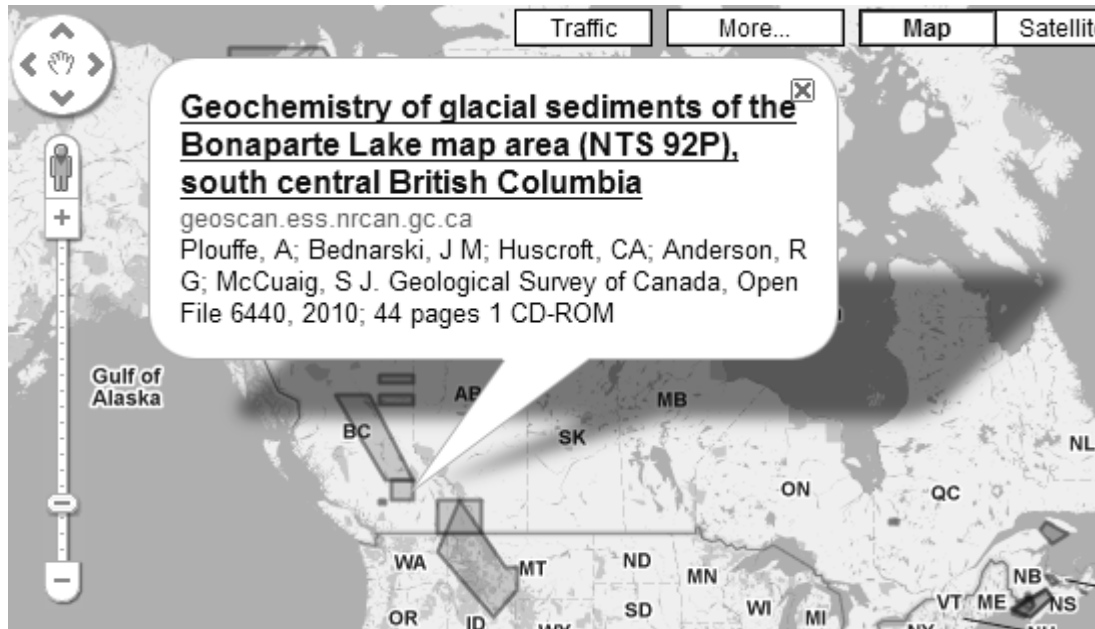 Traffic
More...
Map
Satellit
Geochemistry of glacial sediments of the
Bonaparte Lake map area (NTS 92P),
south central British Columbia
geoscan.ess.nrcan.gc.ca
Plouffe, A; Bednarski, J M; Huscroft, CA; Anderson, R
G; McCuaig, S J. Geological Survey of Canada, Open
File 6440, 2010; 44 pages 1 CD-ROM
Gulf of
Alaska
AB
MB
BC
SK
NL
ON
QC
WA
MT
ND
MN
NB
OR
ID
SD
WI
MI
VT
ME
NS
WY
NY
NH